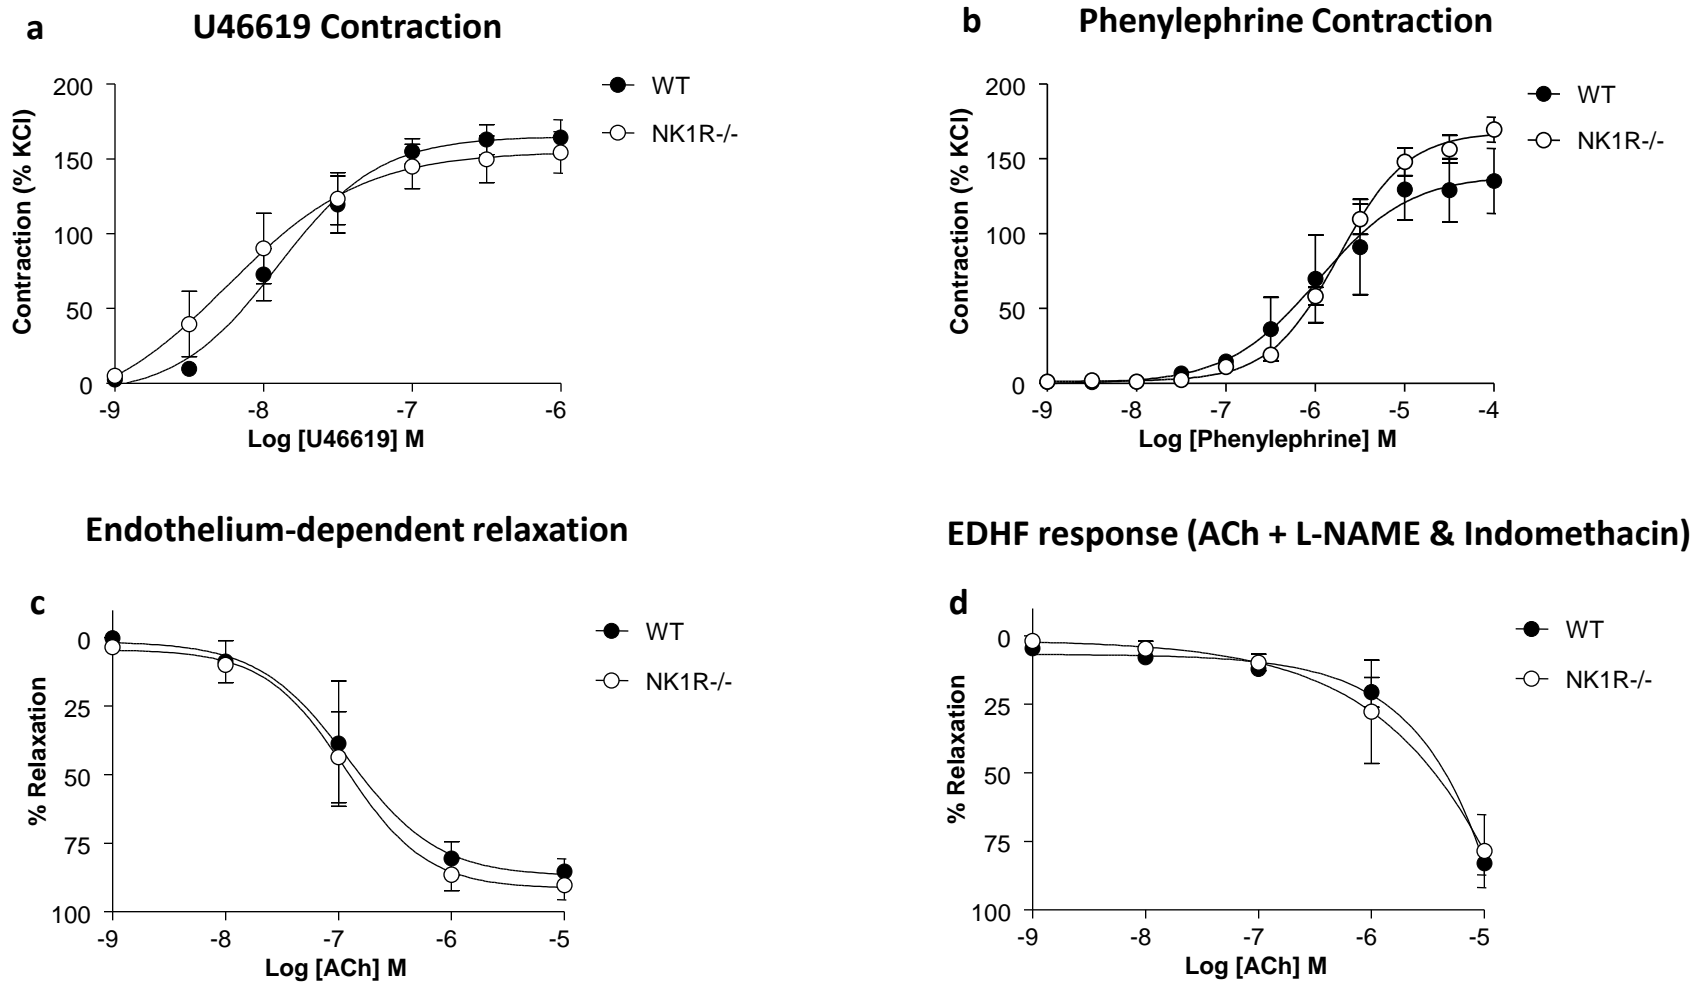 a
U46619 Contraction
200
150
100
50
0
Contraction (% KCl)
-9
-8
-7
-6
Log [U46619] M
WT
NK1R-/-
b
Phenylephrine Contraction
200
150
100
50
0
Contraction (% KCl)
-9
-8
-7
-6
-5
-4
Log [Phenylephrine] M
WT
NK1R-/-
Endothelium-dependent relaxation
c
0
25
50
75
100
% Relaxation
-9
-8
-7
-6
-5
Log [ACh] M
WT
NK1R-/-
EDHF response (ACh + L-NAME & Indomethacin)
d
0
25
50
75
100
% Relaxation
-9
-8
-7
-6
-5
Log [ACh] M
WT
NK1R-/-